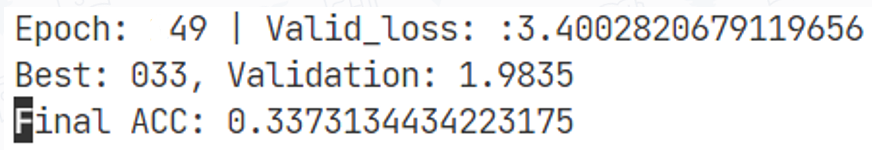 Epoch:  49 | Valid_loss: :3.4002820679119656
Best: 033, Validation: 1.9835
Final ACC: 0.3373134434223175